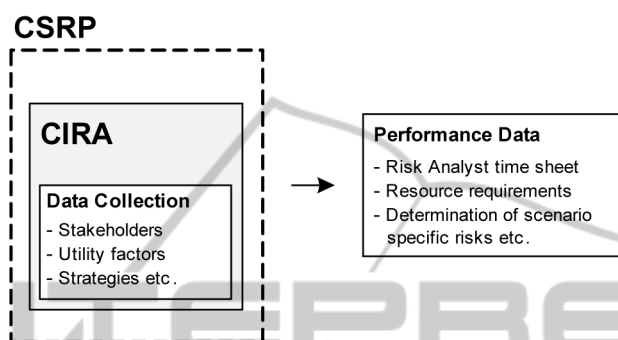 CSRP
CIRA
Data Collection
- Stakeholders
- Utility factors
- Strategies etc.
Performance Data
- Risk Analyst time sheet
- Resource requirements
- Determination of scenario
specific risks etc.